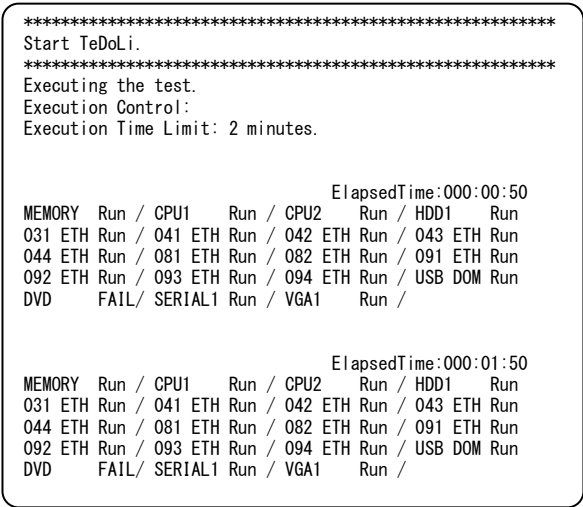 **********************************************************
Start TeDoLi.
**********************************************************
Executing the test.
Execution Control:
Execution Time Limit: 2 minutes.
ElapsedTime:000:00:50
MEMORY  Run / CPU1    Run / CPU2    Run / HDD1    Run
031 ETH Run / 041 ETH Run / 042 ETH Run / 043 ETH Run
044 ETH Run / 081 ETH Run / 082 ETH Run / 091 ETH Run
092 ETH Run / 093 ETH Run / 094 ETH Run / USB DOM Run
DVD     FAIL/ SERIAL1 Run / VGA1    Run /
ElapsedTime:000:01:50
MEMORY  Run / CPU1    Run / CPU2    Run / HDD1    Run
031 ETH Run / 041 ETH Run / 042 ETH Run / 043 ETH Run
044 ETH Run / 081 ETH Run / 082 ETH Run / 091 ETH Run
092 ETH Run / 093 ETH Run / 094 ETH Run / USB DOM Run
DVD     FAIL/ SERIAL1 Run / VGA1    Run /